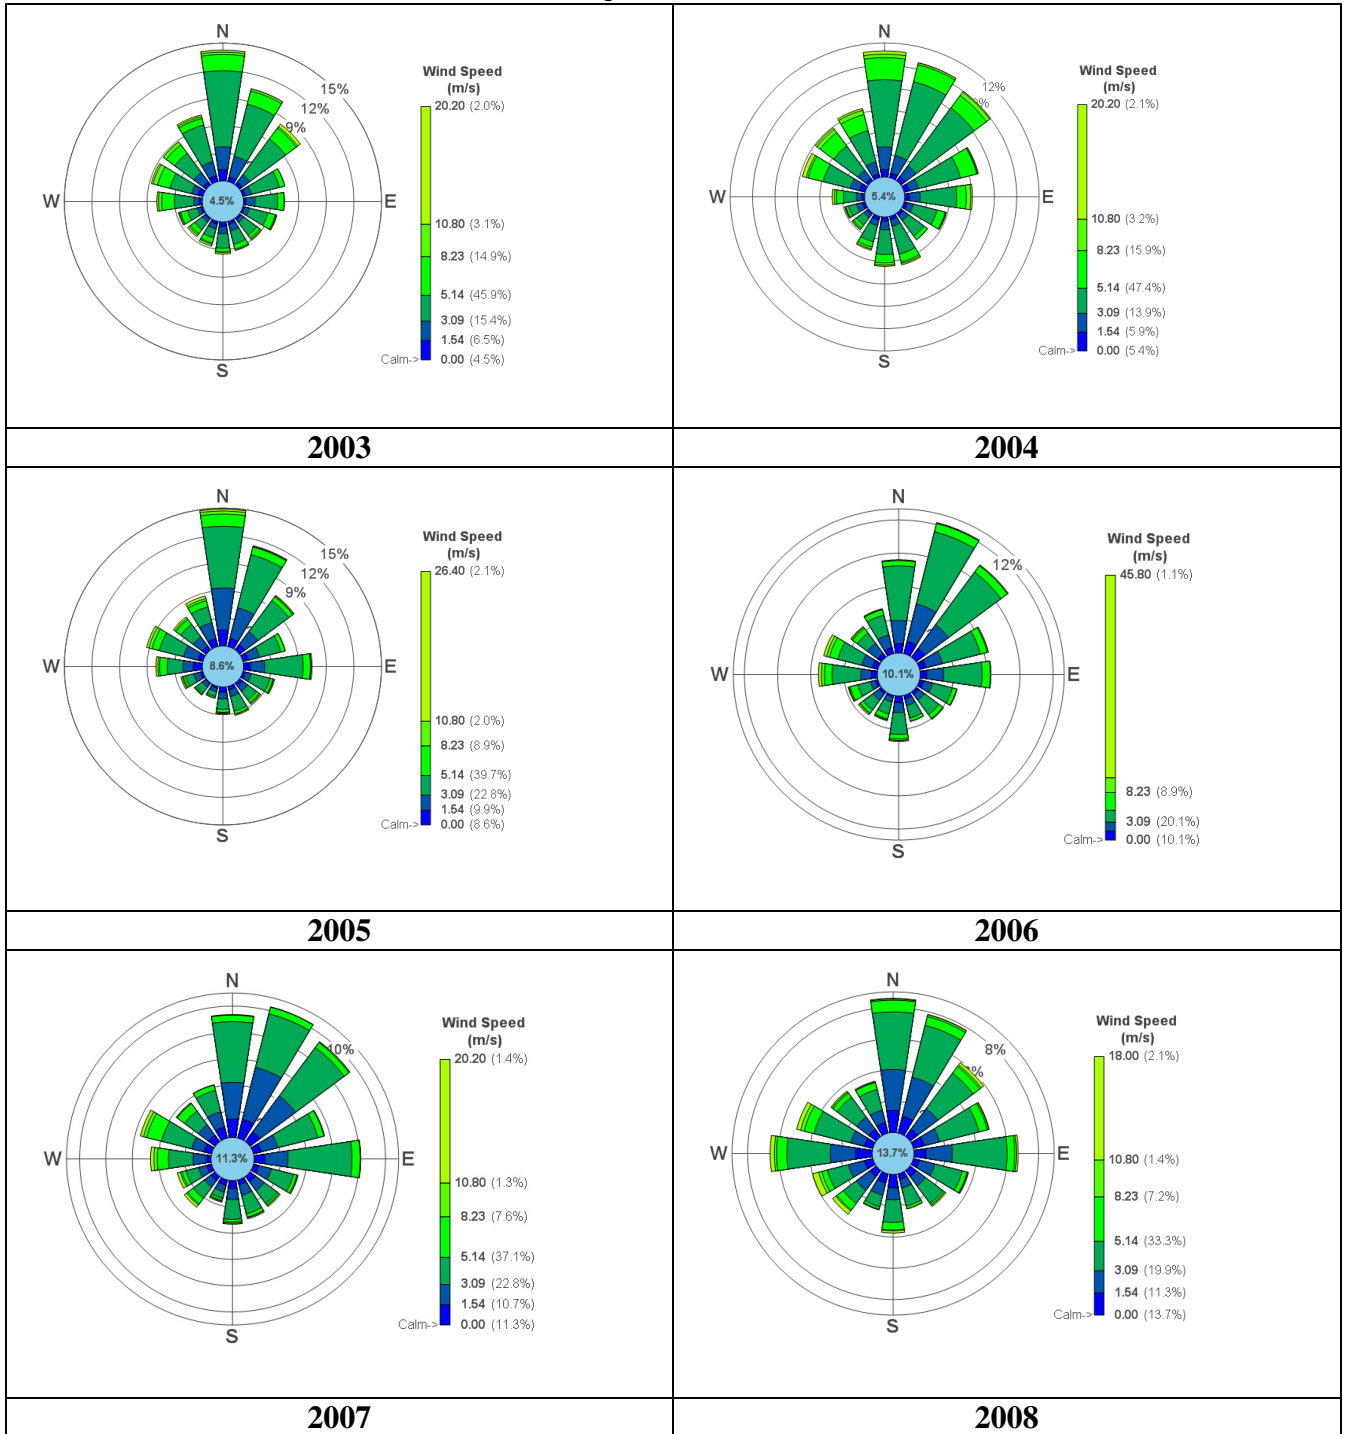 N
Wind Speed
(m/s)
15%
12%
9%
20.20 (2.0%)
W
4.5%
E
10.80 (3.1%)
8.23 (14.9%)
5.14 (45.9%)
3.09 (15.4%)
1.54 (6.5%)
Calm-> 0.00 (4.5%)
S
N
Wind Speed
(m/s)
12%
20.20 (2.1%)
W
5.4%
E
10.80 (3.2%)
8.23 (15.9%)
5.14 (47.4%)
3.09 (13.9%)
1.54 (5.9%)
Calm-> 0.00 (5.4%)
S
2003
2004
N
Wind Speed
(m/s)
15%
12%
9%
26.40 (2.1%)
W
8.6%
E
10.80 (2.0%)
8.23 (8.9%)
5.14 (39.7%)
3.09 (22.8%)
1.54 (9.9%)
Calm-> 0.00 (8.6%)
S
N
Wind Speed
(m/s)
12%
45.80 (1.1%)
W
10.1%
E
8.23 (8.9%)
3.09 (20.1%)
Calm-> 0.00 (10.1%)
S
2005
2006
N
Wind Speed
(m/s)
10%
20.20 (1.4%)
W
11.3%
E
10.80 (1.3%)
8.23 (7.6%)
5.14 (37.1%)
3.09 (22.8%)
1.54 (10.7%)
Calm-> 0.00 (11.3%)
S
N
Wind Speed
(m/s)
8%
18.00 (2.1%)
W
13.7%
E
10.80 (1.4%)
8.23 (7.2%)
5.14 (33.3%)
3.09 (19.9%)
1.54 (11.3%)
Calm-> 0.00 (13.7%)
S
2007
2008